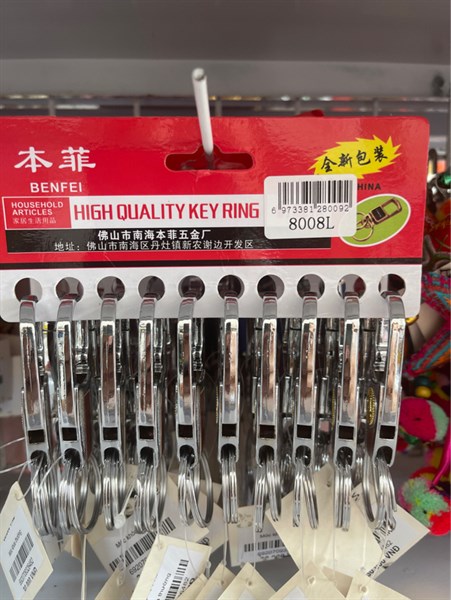 本菲
BENFEI
全新包装
CHINA
HOUSEHOLD
ARTICLES
家居生活用品
HIGH QUALITY KEY RING
6 973381 280092
8008L
佛山市南海本菲五金厂
地址：佛山市南海区丹灶镇新农谢边开发区
VND